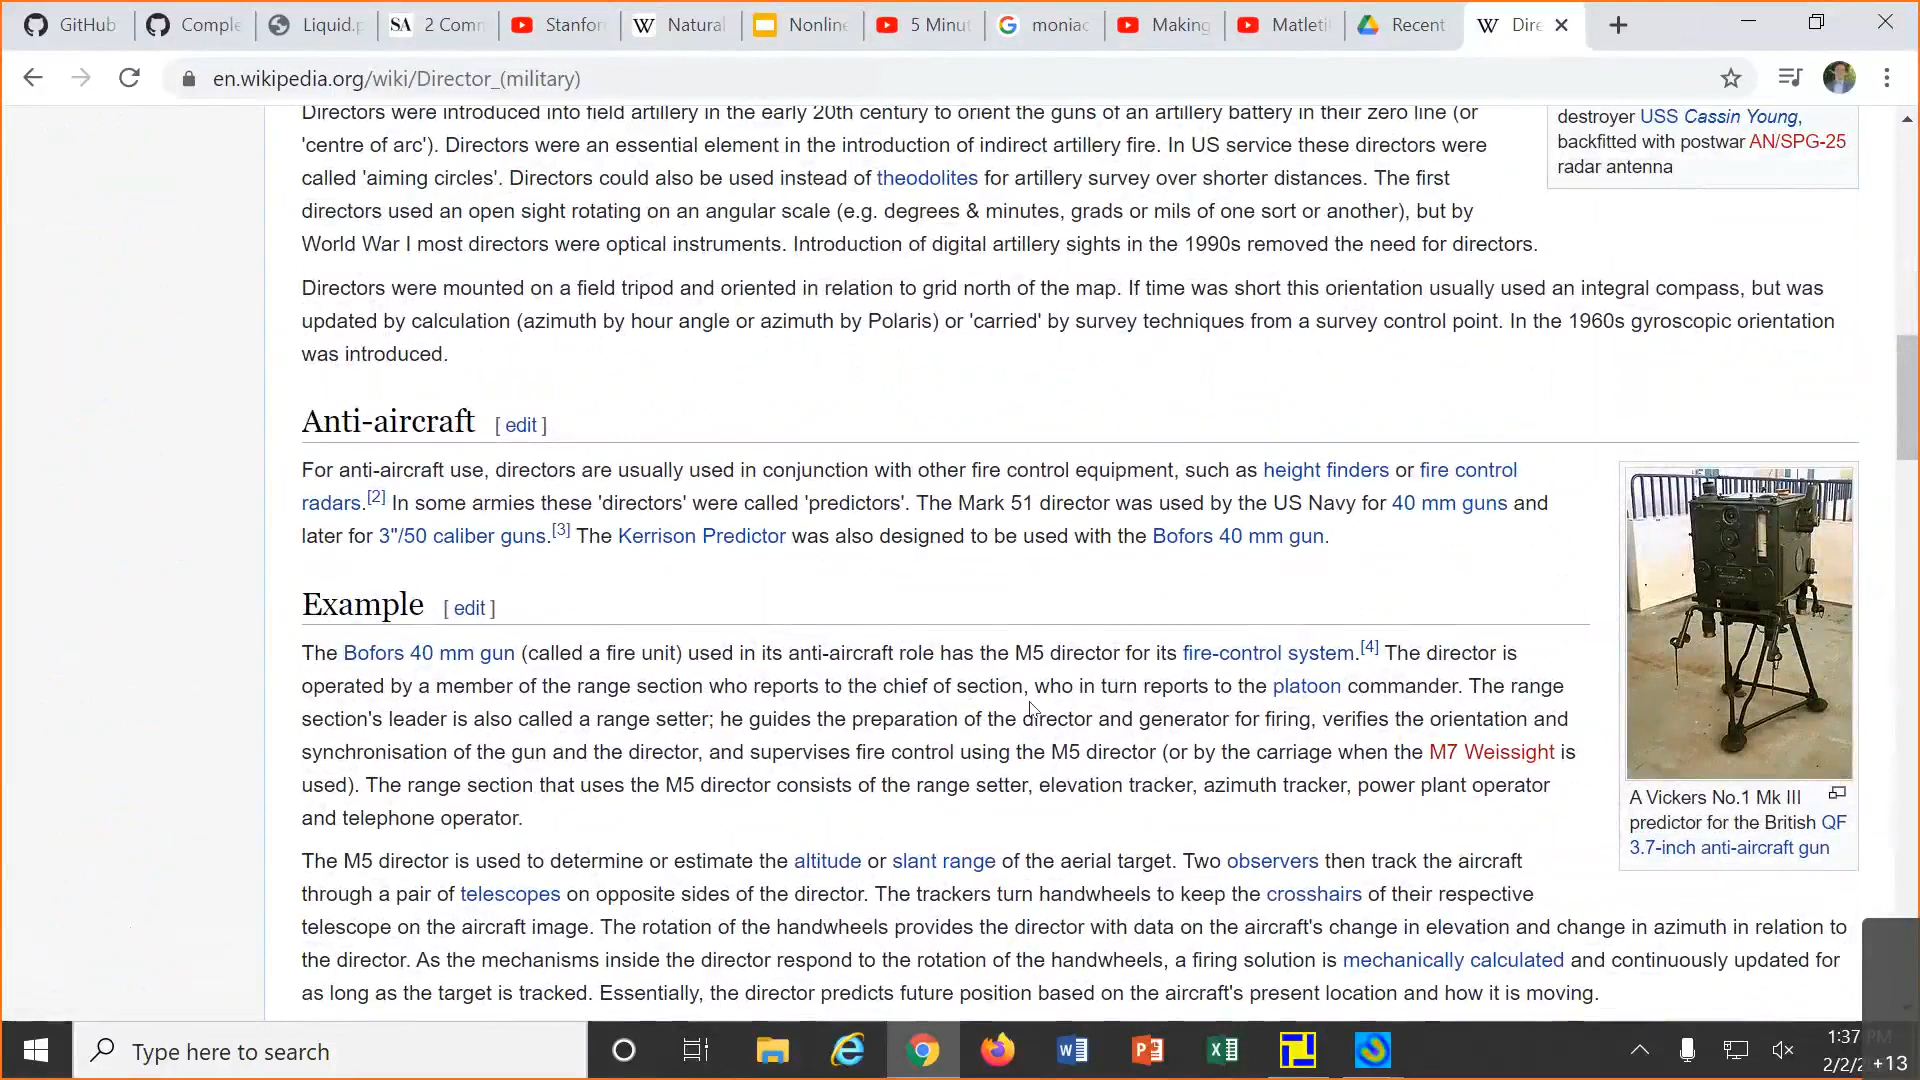 GitHub
Comple
Liquid.p
2 Comm
Stanfor
Natural
Nonline
5 Minut
moniac
Making
Matleti
Recent
Dire
en.wikipedia.org/wiki/Director_(military)
Directors were introduced into field artillery in the early 20th century to orient the guns of an artillery battery in their zero line (or
'centre of arc'). Directors were an essential element in the introduction of indirect artillery fire. In US service these directors were
called 'aiming circles'. Directors could also be used instead of theodolites for artillery survey over shorter distances. The first
directors used an open sight rotating on an angular scale (e.g. degrees & minutes, grads or mils of one sort or another), but by
World War I most directors were optical instruments. Introduction of digital artillery sights in the 1990s removed the need for directors.
destroyer USS Cassin Young,
backfitted with postwar AN/SPG-25
radar antenna
Directors were mounted on a field tripod and oriented in relation to grid north of the map. If time was short this orientation usually used an integral compass, but was
updated by calculation (azimuth by hour angle or azimuth by Polaris) or 'carried' by survey techniques from a survey control point. In the 1960s gyroscopic orientation
was introduced.
Anti-aircraft [ edit ]
For anti-aircraft use, directors are usually used in conjunction with other fire control equipment, such as height finders or fire control
radars.[2] In some armies these 'directors' were called 'predictors'. The Mark 51 director was used by the US Navy for 40 mm guns and
later for 3"/50 caliber guns.[3] The Kerrison Predictor was also designed to be used with the Bofors 40 mm gun.
Example [ edit ]
The Bofors 40 mm gun (called a fire unit) used in its anti-aircraft role has the M5 director for its fire-control system.[4] The director is
operated by a member of the range section who reports to the chief of section, who in turn reports to the platoon commander. The range
section's leader is also called a range setter; he guides the preparation of the director and generator for firing, verifies the orientation and
synchronisation of the gun and the director, and supervises fire control using the M5 director (or by the carriage when the M7 Weissight is
used). The range section that uses the M5 director consists of the range setter, elevation tracker, azimuth tracker, power plant operator
and telephone operator.
A Vickers No.1 Mk III
predictor for the British QF
3.7-inch anti-aircraft gun
The M5 director is used to determine or estimate the altitude or slant range of the aerial target. Two observers then track the aircraft
through a pair of telescopes on opposite sides of the director. The trackers turn handwheels to keep the crosshairs of their respective
telescope on the aircraft image. The rotation of the handwheels provides the director with data on the aircraft's change in elevation and change in azimuth in relation to
the director. As the mechanisms inside the director respond to the rotation of the handwheels, a firing solution is mechanically calculated and continuously updated for
as long as the target is tracked. Essentially, the director predicts future position based on the aircraft's present location and how it is moving.
Type here to search
1:37 PM
2/2/2
+13